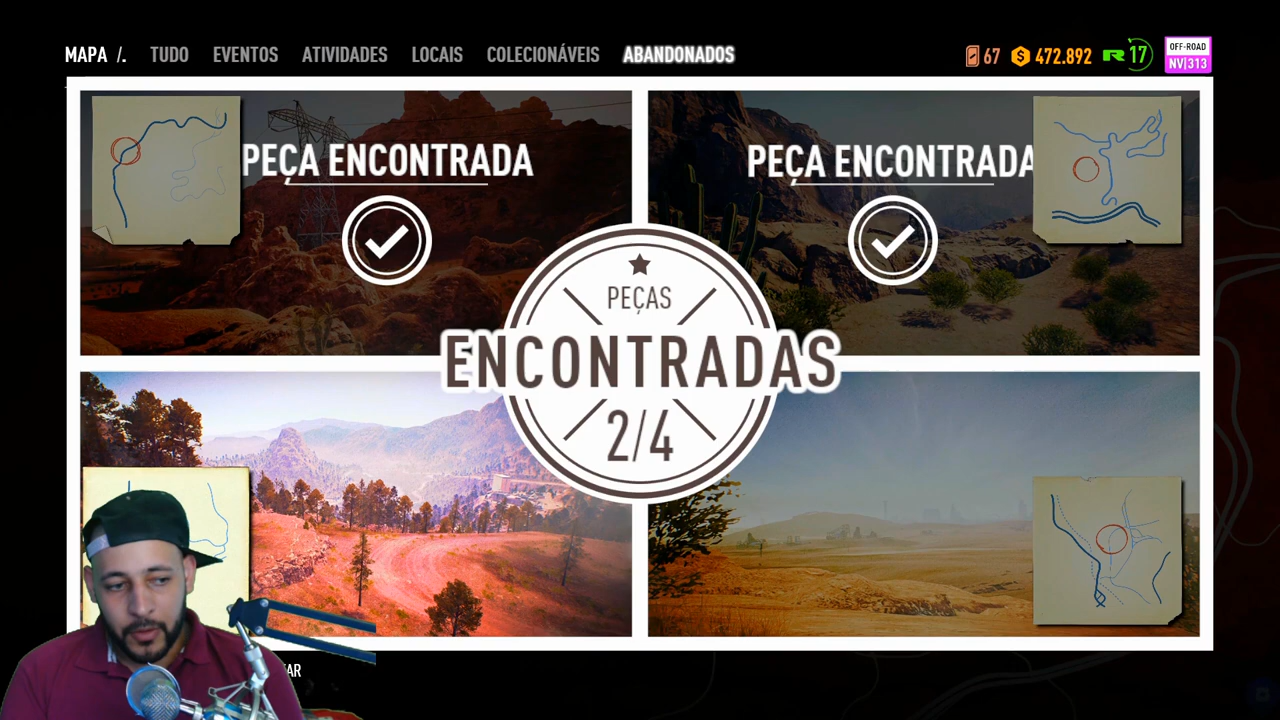 MAPA /. TUDO EVENTOS ATIVIDADES LOCAIS COLECIONÁVEIS ABANDONADOS 67 472.892 R 17 OFF-ROAD
NV|313
PEÇA ENCONTRADA
PEÇA ENCONTRADA
PEÇAS
ENCONTRADAS
2/4